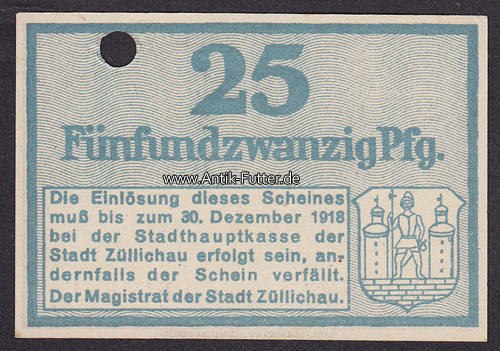 25
Fünfundzwanzig Pfg.
www.Antik-Futter.de
Die Einlösung dieses Scheines
muß bis zum 30. Dezember 1918
bei der Stadthauptkasse der
Stadt Züllichau erfolgt sein, an-
dernfalls der Schein verfällt.
Der Magistrat der Stadt Züllichau.